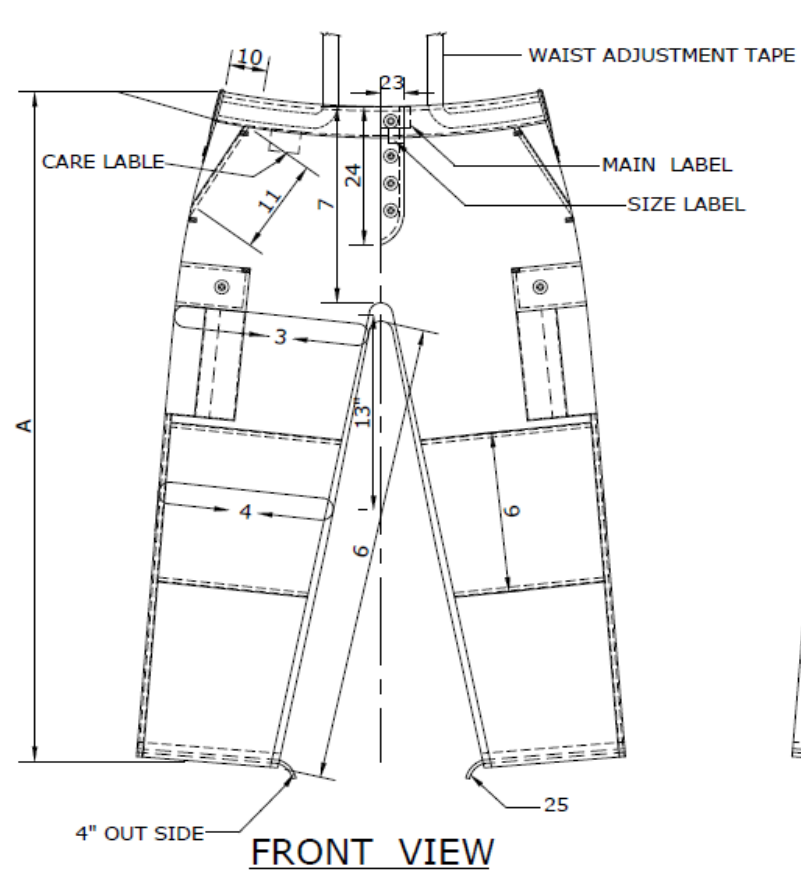 10
WAIST ADJUSTMENT TAPE
23
CARE LABLE
MAIN LABEL
24
11
7
SIZE LABEL
3
13"
A
4
6
6
25
4" OUT SIDE
FRONT VIEW